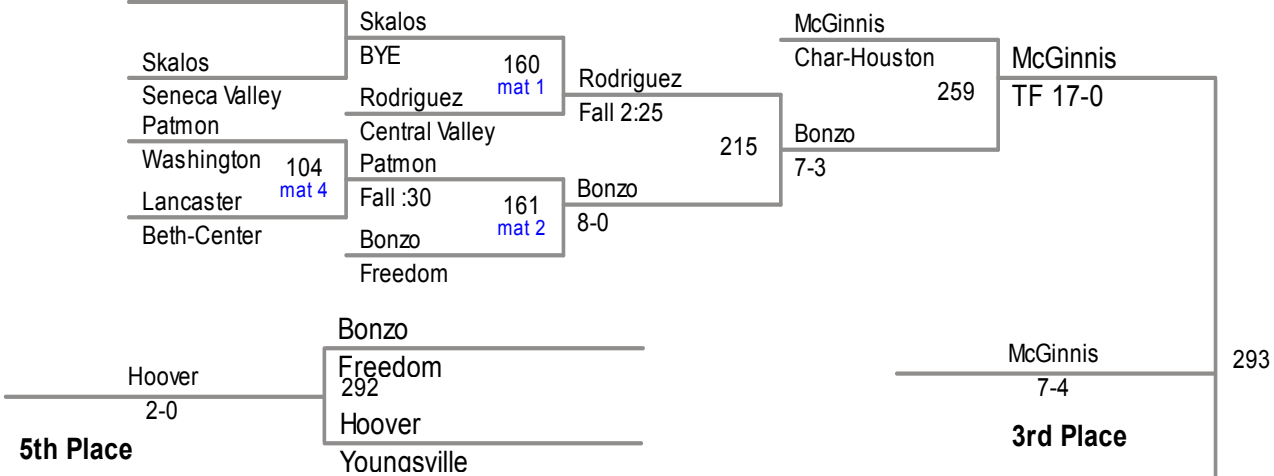 Skalos
Seneca Valley
Patmon
Washington
104
mat 4
Lancaster
Beth-Center
Skalos
BYE
160
mat 1
Rodriguez
Central Valley
Patmon
Fall :30
161
mat 2
Bonzo
Freedom
Rodriguez
Fall 2:25
215
Bonzo
8-0
McGinnis
Char-Houston
259
Bonzo
7-3
McGinnis
TF 17-0
Bonzo
Freedom
292
Hoover
Youngsville
Hoover
2-0
5th Place
McGinnis
7-4
293
3rd Place